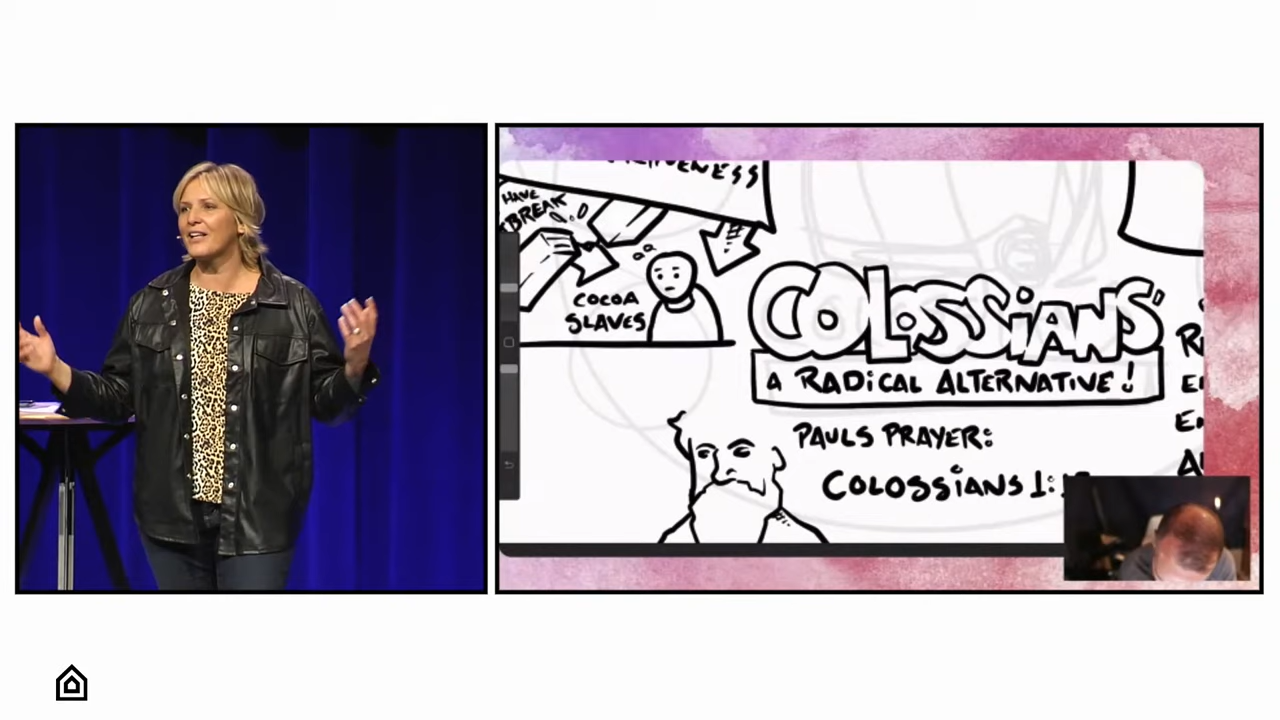 HAVE
BREAK
COCOA
SLAVES
COLOSSIANS'
A RADICAL ALTERNATIVE!
PAULS PRAYER:
COLOSSIANS 1: